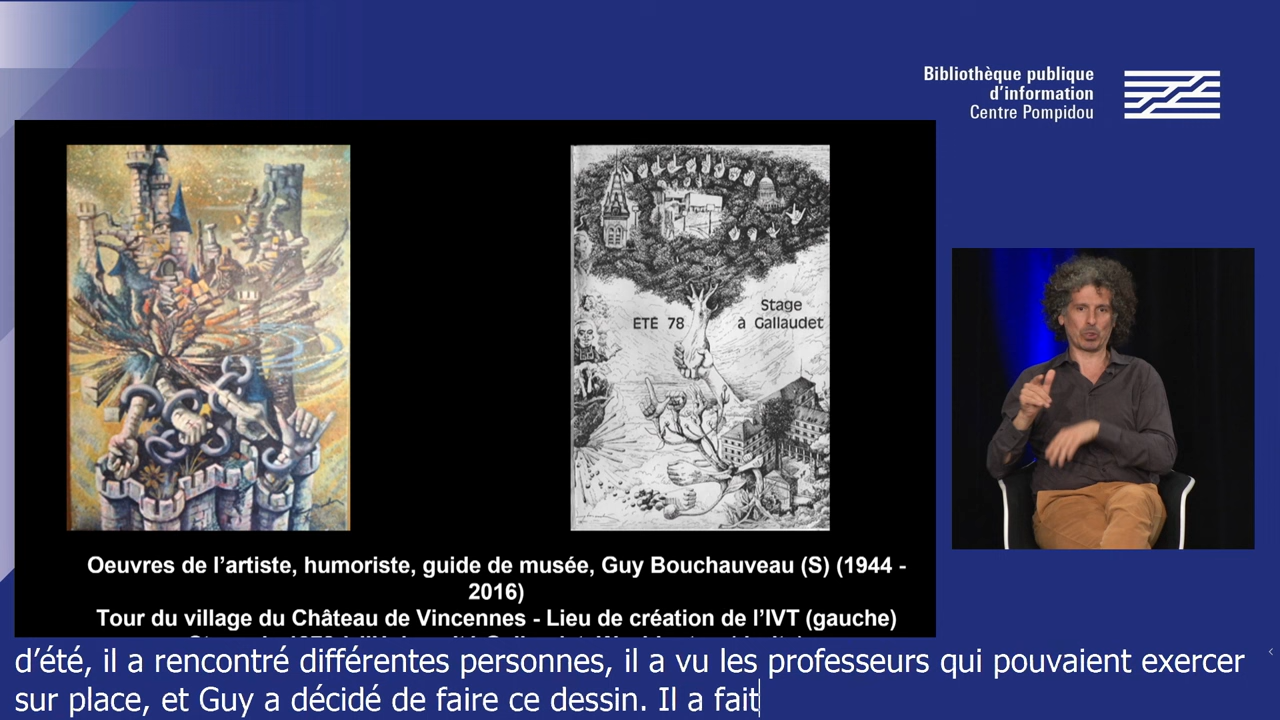 Bibliothèque publique
d’information
Centre Pompidou
ETÉ 78
Stage
à Gallaudet
Oeuvres de l’artiste, humoriste, guide de musée, Guy Bouchauveau (S) (1944 -
2016)
Tour du village du Château de Vincennes - Lieu de création de l’IVT (gauche)
d’été, il a rencontré différentes personnes, il a vu les professeurs qui pouvaient exercer
sur place, et Guy a décidé de faire ce dessin. Il a fait